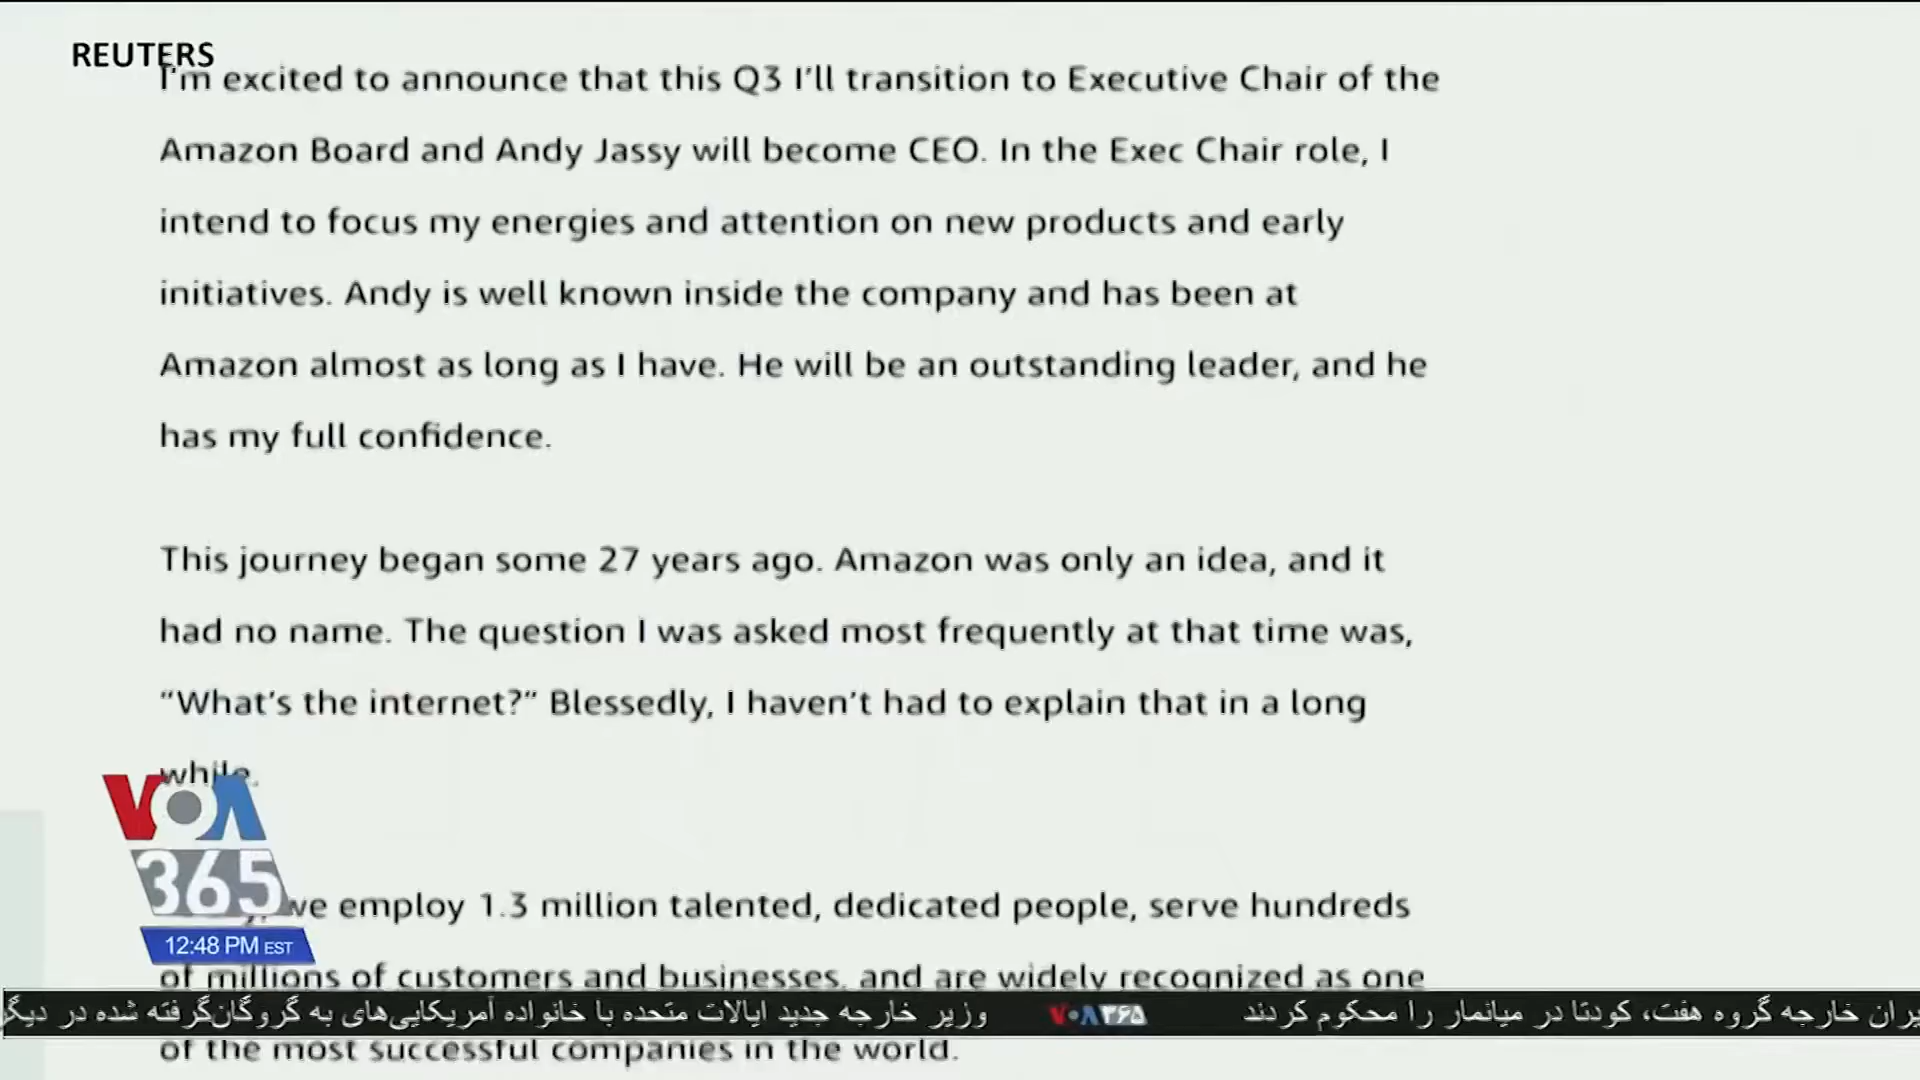 REUTERS
I'm excited to announce that this Q3 I'll transition to Executive Chair of the
Amazon Board and Andy Jassy will become CEO. In the Exec Chair role, I
intend to focus my energies and attention on new products and early
initiatives. Andy is well known inside the company and has been at
Amazon almost as long as I have. He will be an outstanding leader, and he
has my full confidence.
This journey began some 27 years ago. Amazon was only an idea, and it
had no name. The question I was asked most frequently at that time was,
“What's the internet?” Blessedly, I haven't had to explain that in a long
while.
VOA
365
we employ 1.3 million talented, dedicated people, serve hundreds
12:48 PM EST
of millions of customers and businesses, and are widely recognized as one
یران خارجه گروه هفت، کودتا در میانمار را محکوم کردند VOA ۳۶۵ وزیر خارجه جدید ایالات متحده با خانواده آمریکایی‌های به گروگان‌گرفته شده در
of the most successful companies in the world.